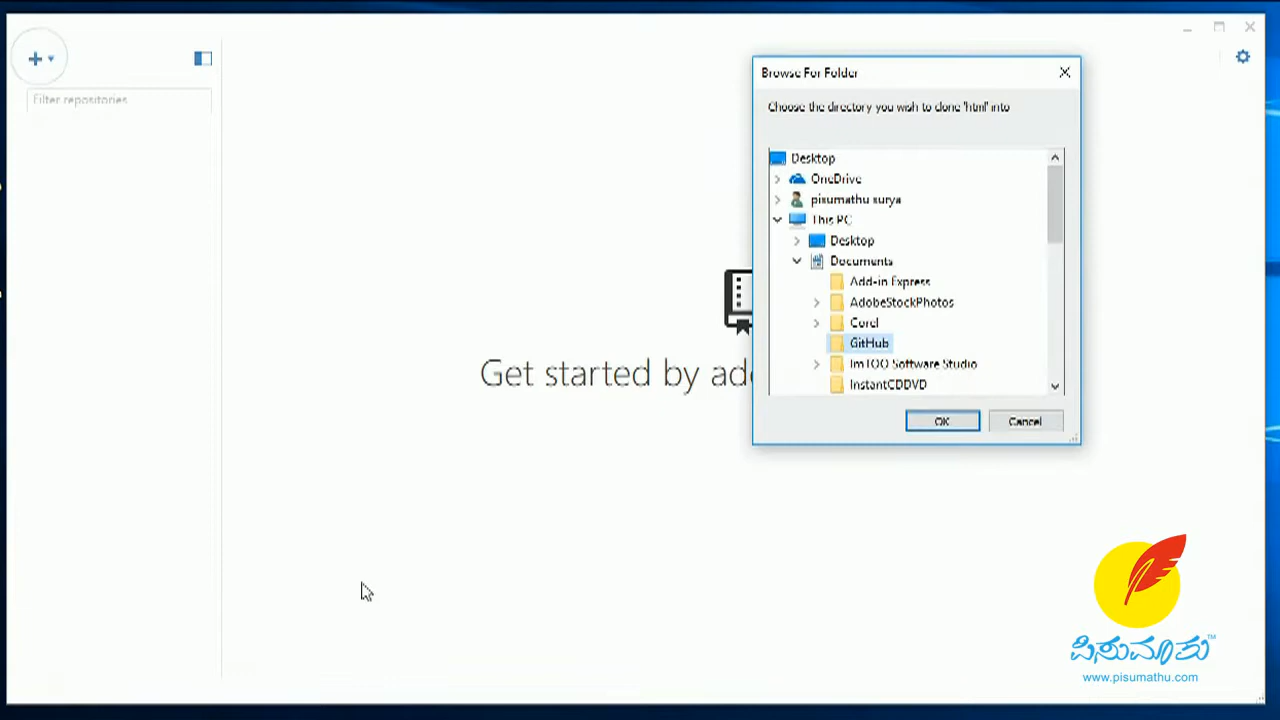 Filter repositories
Get started by ad
Browse For Folder
Choose the directory you wish to clone 'html' into
Desktop
OneDrive
pisumathu surya
This PC
Desktop
Documents
Add-in Express
AdobeStockPhotos
Corel
GitHub
ImTOO Software Studio
InstantCDDVD
OK
Cancel
ಪಿಸುಮಾತು™
www.pisumathu.com